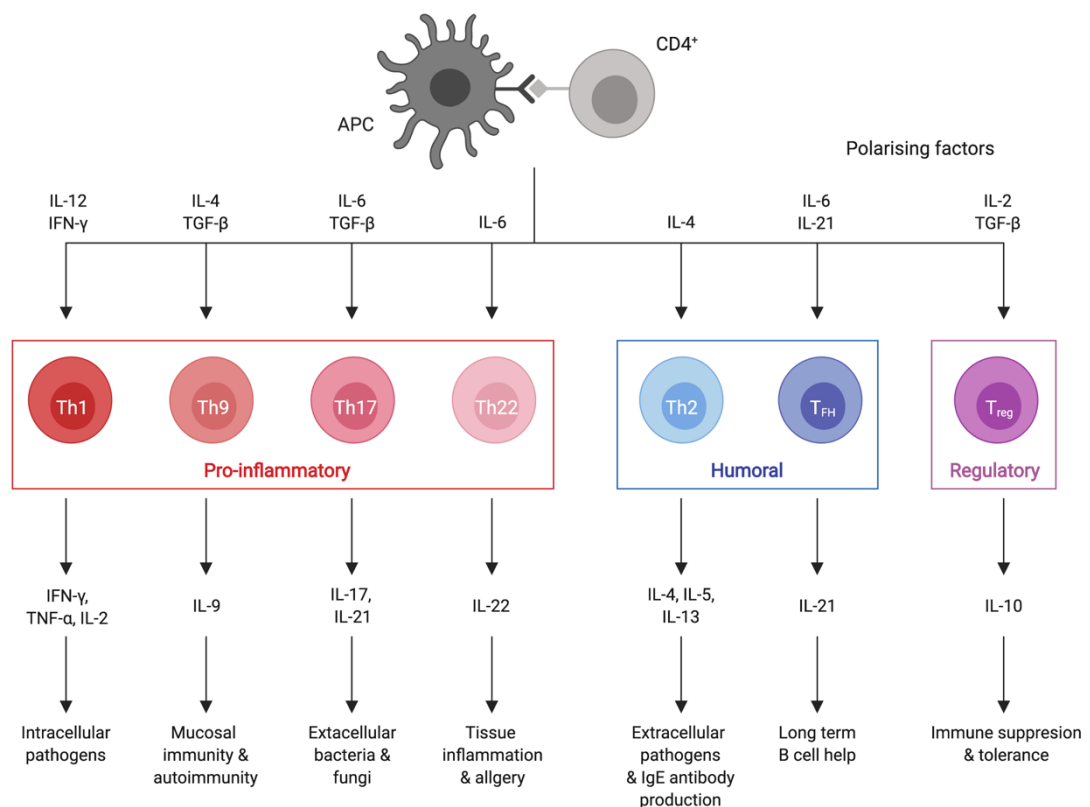 CD4⁺
APC
Polarising factors
IL-12
IFN-γ
IL-4
TGF-β
IL-6
TGF-β
IL-6
IL-4
IL-6
IL-21
IL-2
TGF-β
Th1
Th9
Th17
Th22
Pro-inflammatory
Th2
TFH
Humoral
Treg
Regulatory
IFN-γ,
TNF-α, IL-2
IL-9
IL-17,
IL-21
IL-22
IL-4, IL-5,
IL-13
IL-21
IL-10
Intracellular
pathogens
Mucosal
immunity &
autoimmunity
Extacellular
bacteria &
fungi
Tissue
inflammation
& allgery
Extracellular
pathogens
& IgE antibody
production
Long term
B cell help
Immune suppresion
& tolerance